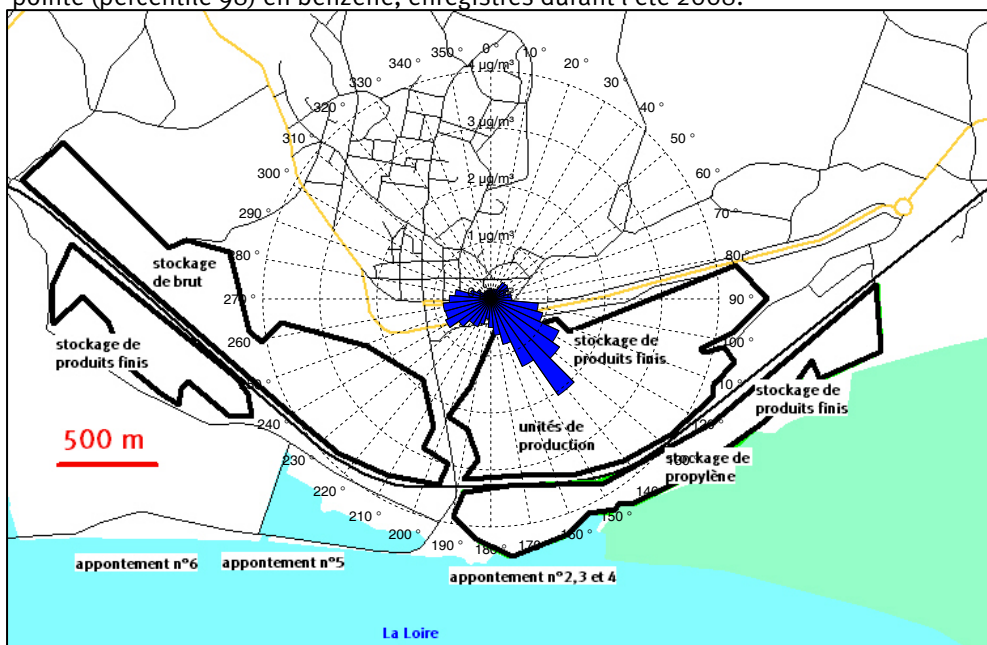 pointe (percentile 98) en benzène, enregistrés durant l'été 2008.
0 °
10 °
20 °
30 °
40 °
50 °
60 °
70 °
80 °
90 °
100 °
110 °
120 °
130 °
140 °
150 °
160 °
170 °
180 °
190 °
200 °
210 °
220 °
230 °
240 °
260 °
270 °
280 °
290 °
300 °
310 °
320 °
330 °
340 °
350 °
4 µg/m³
3 µg/m³
2 µg/m³
1 µg/m³
stockage
de brut
stockage de
produits finis
stockage de
produits finis
stockage de
produits finis
unités de
production
stockage de
propylène
500 m
appontement n°6
appontement n°5
appontement n°2,3 et 4
La Loire